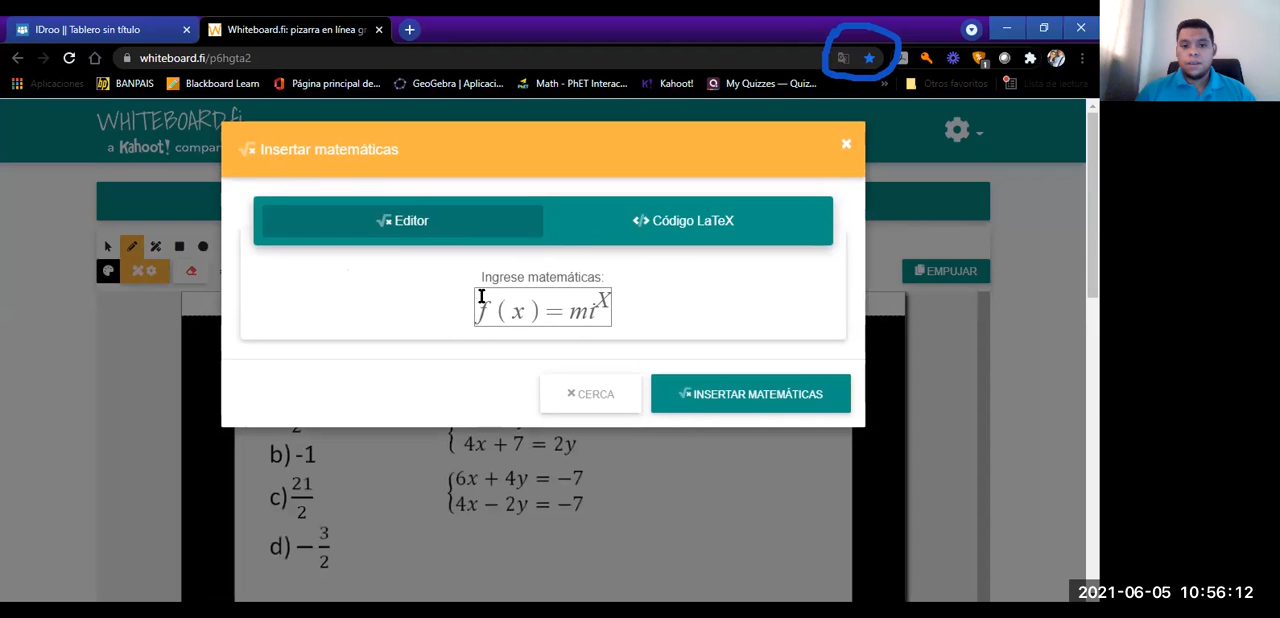 IDroo || Tablero sin título
Whiteboard.fi: pizarra en línea gr
whiteboard.fi/p6hgta2
Aplicaciones
BANPAIS
Blackboard Learn
Página principal de...
GeoGebra | Aplicaci...
Math - PhET Interac...
Kahoot!
My Quizzes — Quiz...
Otros favoritos
Lista de lectura
WHITEBOARD.fi
a Kahoot! compan
Insertar matemáticas
Editor
Código LaTeX
EMPUJAR
Ingrese matemáticas:
f ( x ) = mi^X
CERCA
INSERTAR MATEMÁTICAS
b) -1
c) 21/2
d) − 3/2
4x + 7 = 2y
6x + 4y = −7
4x − 2y = −7
2021-06-05 10:56:12